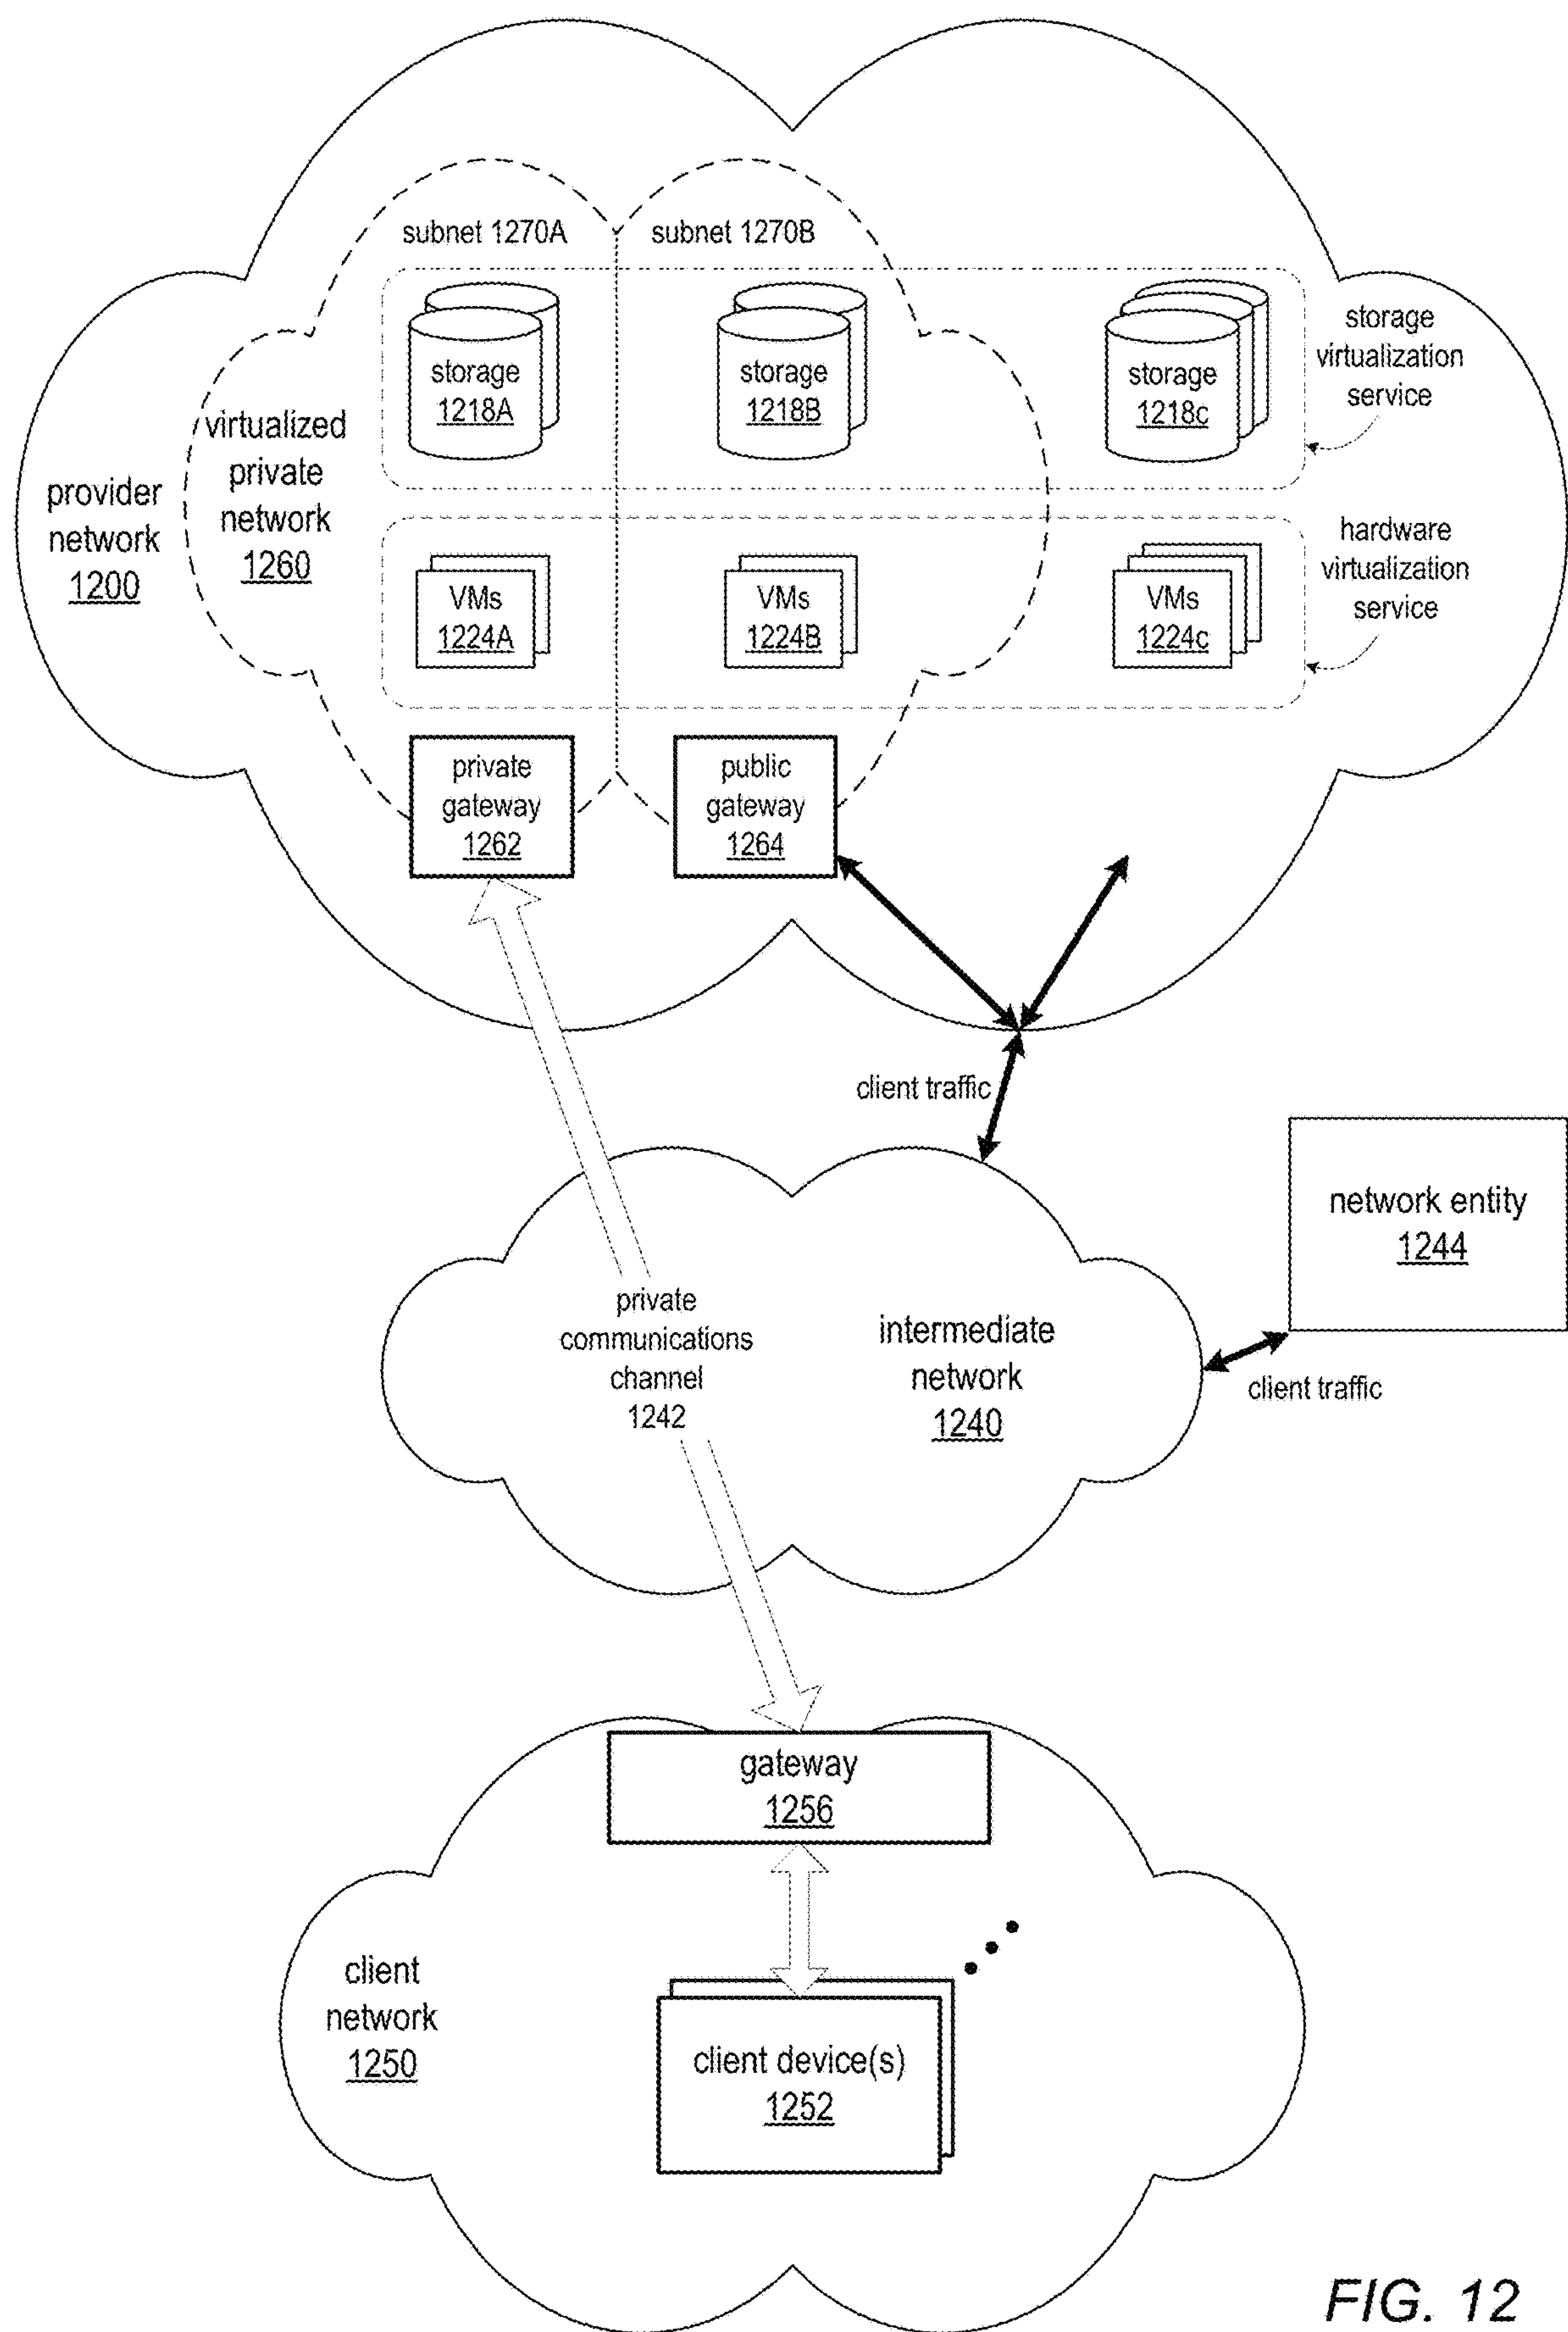 subnet 1270A
subnet 1270B
storage
1218A
storage
1218B
storage
1218c
storage
virtualization
service
provider
network
1200
virtualized
private
network
1260
VMs
1224A
VMs
1224B
VMs
1224c
hardware
virtualization
service
private
gateway
1262
public
gateway
1264
client traffic
network entity
1244
client traffic
private
communications
channel
1242
intermediate
network
1240
gateway
1256
client
network
1250
client device(s)
1252
FIG. 12